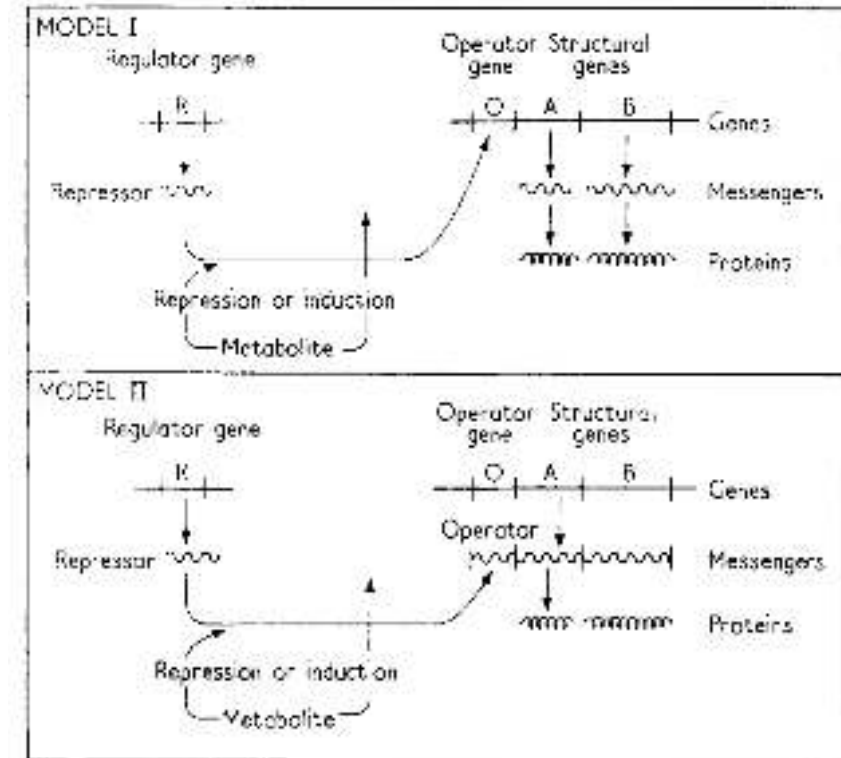 MODEL I
Operator Structural
Regulator gene
gene genes
R
O A B
Genes
Repressor
Messengers
Proteins
Repression or induction
Metabolite
MODEL II
Operator Structural
Regulator gene
gene genes
R
O A B
Genes
Operator
Repressor
Messengers
Proteins
Repression or induction
Metabolite